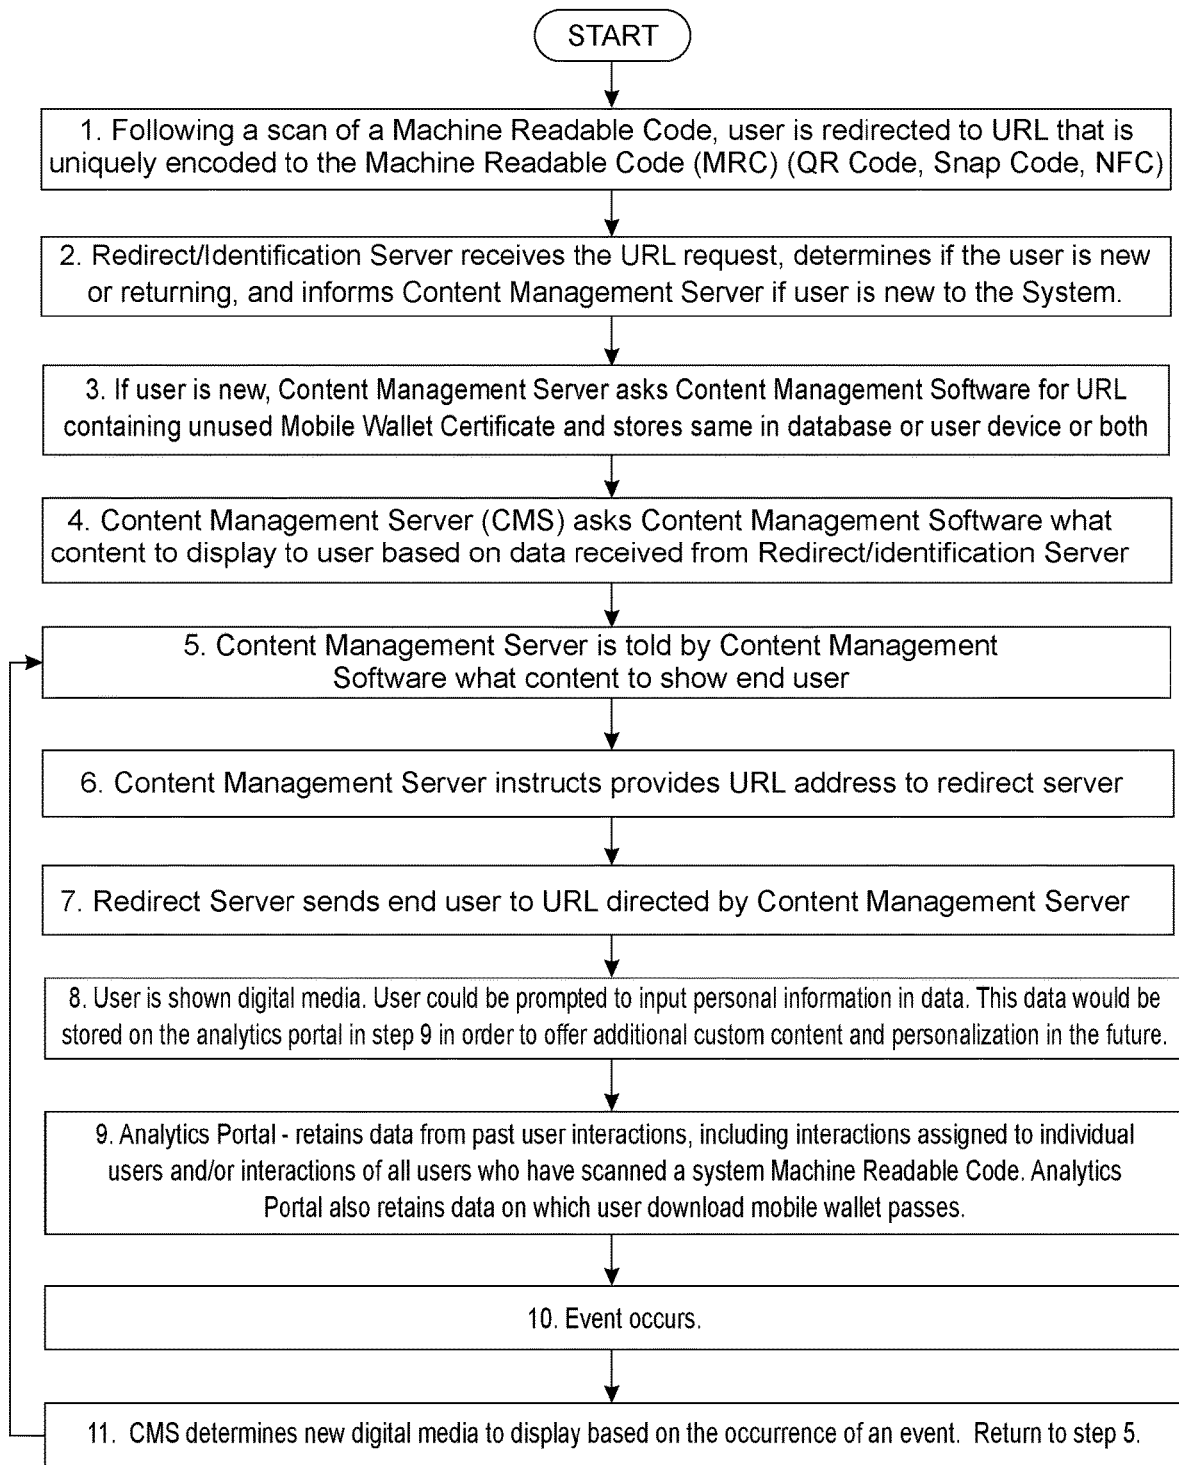 START
1. Following a scan of a Machine Readable Code, user is redirected to URL that is
uniquely encoded to the Machine Readable Code (MRC) (QR Code, Snap Code, NFC)
2. Redirect/Identification Server receives the URL request, determines if the user is new
or returning, and informs Content Management Server if user is new to the System.
3. If user is new, Content Management Server asks Content Management Software for URL
containing unused Mobile Wallet Certificate and stores same in database or user device or both
4. Content Management Server (CMS) asks Content Management Software what
content to display to user based on data received from Redirect/identification Server
5. Content Management Server is told by Content Management
Software what content to show end user
6. Content Management Server instructs provides URL address to redirect server
7. Redirect Server sends end user to URL directed by Content Management Server
8. User is shown digital media. User could be prompted to input personal information in data. This data would be
stored on the analytics portal in step 9 in order to offer additional custom content and personalization in the future.
9. Analytics Portal - retains data from past user interactions, including interactions assigned to individual
users and/or interactions of all users who have scanned a system Machine Readable Code. Analytics
Portal also retains data on which user download mobile wallet passes.
10. Event occurs.
11. CMS determines new digital media to display based on the occurrence of an event. Return to step 5.